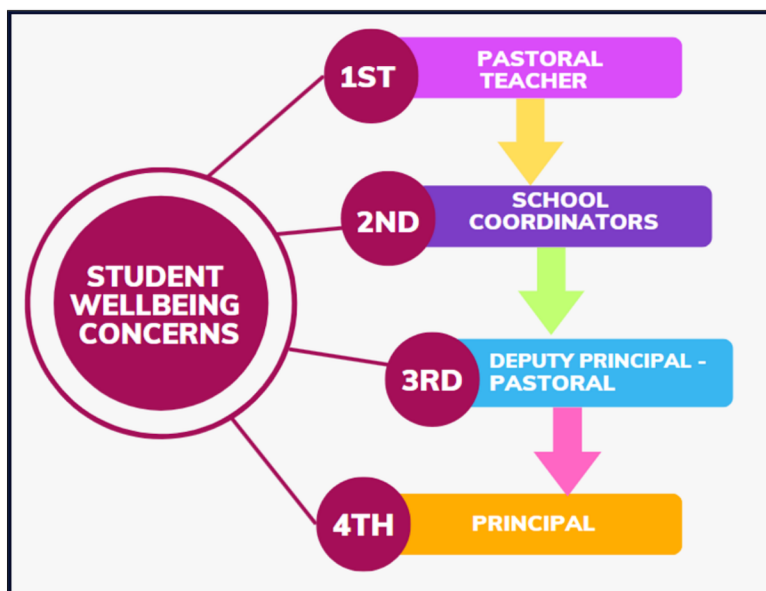 STUDENT
WELLBEING
CONCERNS
1ST
PASTORAL
TEACHER
2ND
SCHOOL
COORDINATORS
3RD
DEPUTY PRINCIPAL -
PASTORAL
4TH
PRINCIPAL